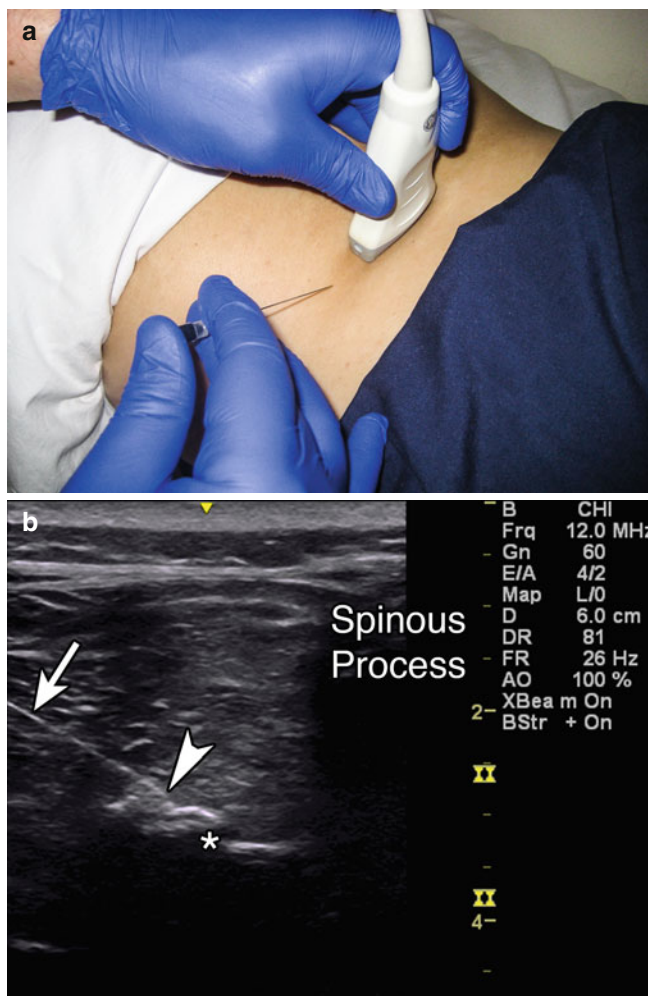 a
b
Spinous
Process
B CHI
Frq 12.0 MHz
Gn 60
E/A 4/2
Map L/0
D 6.0 cm
DR 81
FR 26 Hz
AO 100 %
XBeam On
BStr + On
2
4